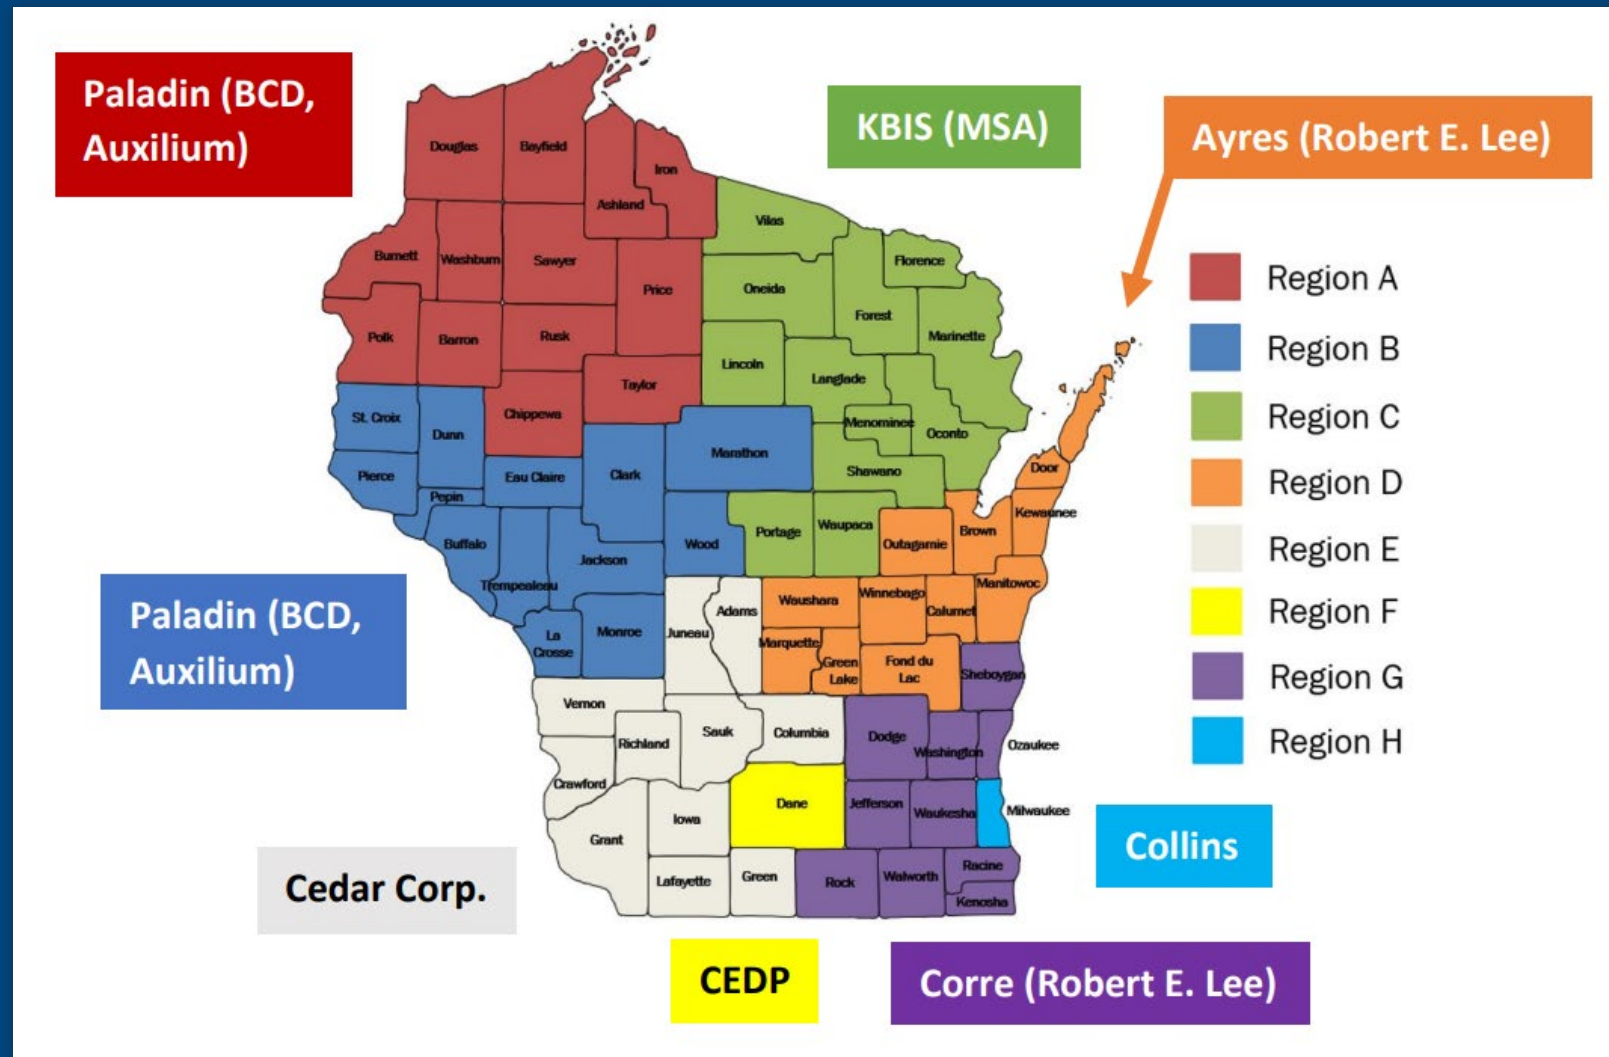 Paladin (BCD,
Auxilium)
KBIS (MSA)
Ayres (Robert E. Lee)
Douglas
Bayfield
Iron
Ashland
Vilas
Burnett
Washburn
Sawyer
Florence
Price
Oneida
Forest
Polk
Barron
Rusk
Marinette
Lincoln
Langlade
Taylor
Chippewa
St. Croix
Dunn
Menominee
Oconto
Marathon
Shawano
Door
Pierce
Eau Claire
Clark
Pepin
Kewaunee
Portage
Waupaca
Brown
Buffalo
Wood
Outagamie
Jackson
Trempealeau
Manitowoc
Waushara
Winnebago
Calumet
Adams
Juneau
Monroe
La
Crosse
Marquette
Green
Lake
Fond du
Lac
Sheboygan
Vernon
Richland
Sauk
Columbia
Dodge
Washington
Ozaukee
Crawford
Dane
Jefferson
Waukesha
Milwaukee
Iowa
Grant
Lafayette
Green
Rock
Walworth
Racine
Kenosha
Region A
Region B
Region C
Region D
Region E
Region F
Region G
Region H
Paladin (BCD,
Auxilium)
Collins
Cedar Corp.
CEDP
Corre (Robert E. Lee)